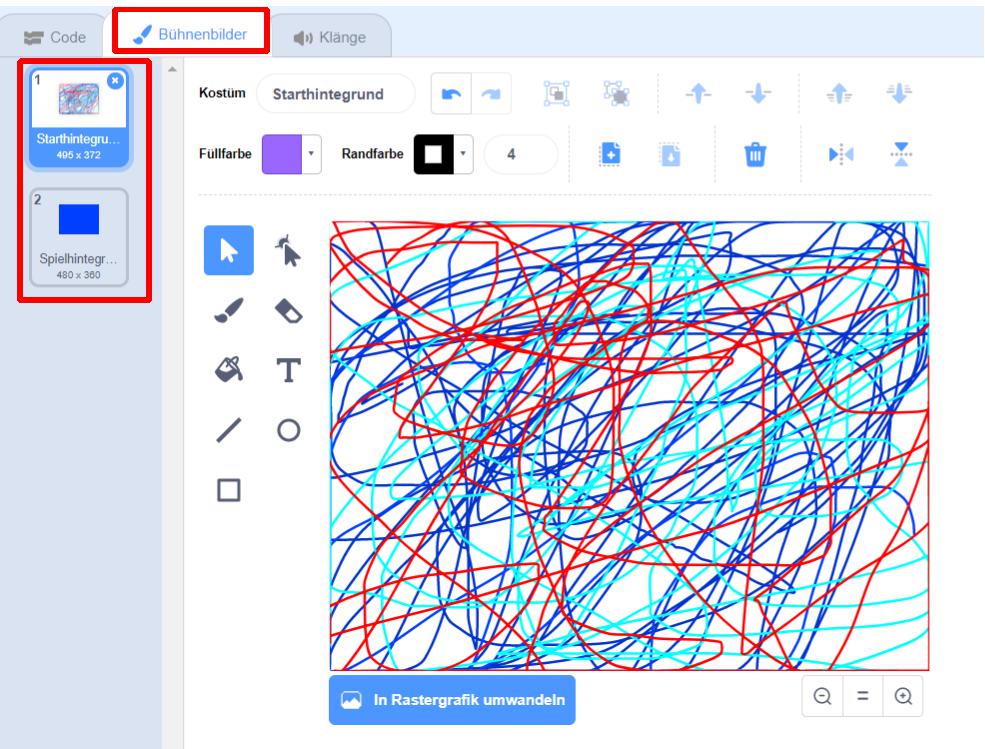 Code
Bühnenbilder
Klänge
1
Starthintegru...
495 x 372
2
Spielhintegr...
480 x 360
Kostüm
Starthintegrund
Füllfarbe
Randfarbe
4
In Rastergrafik umwandeln